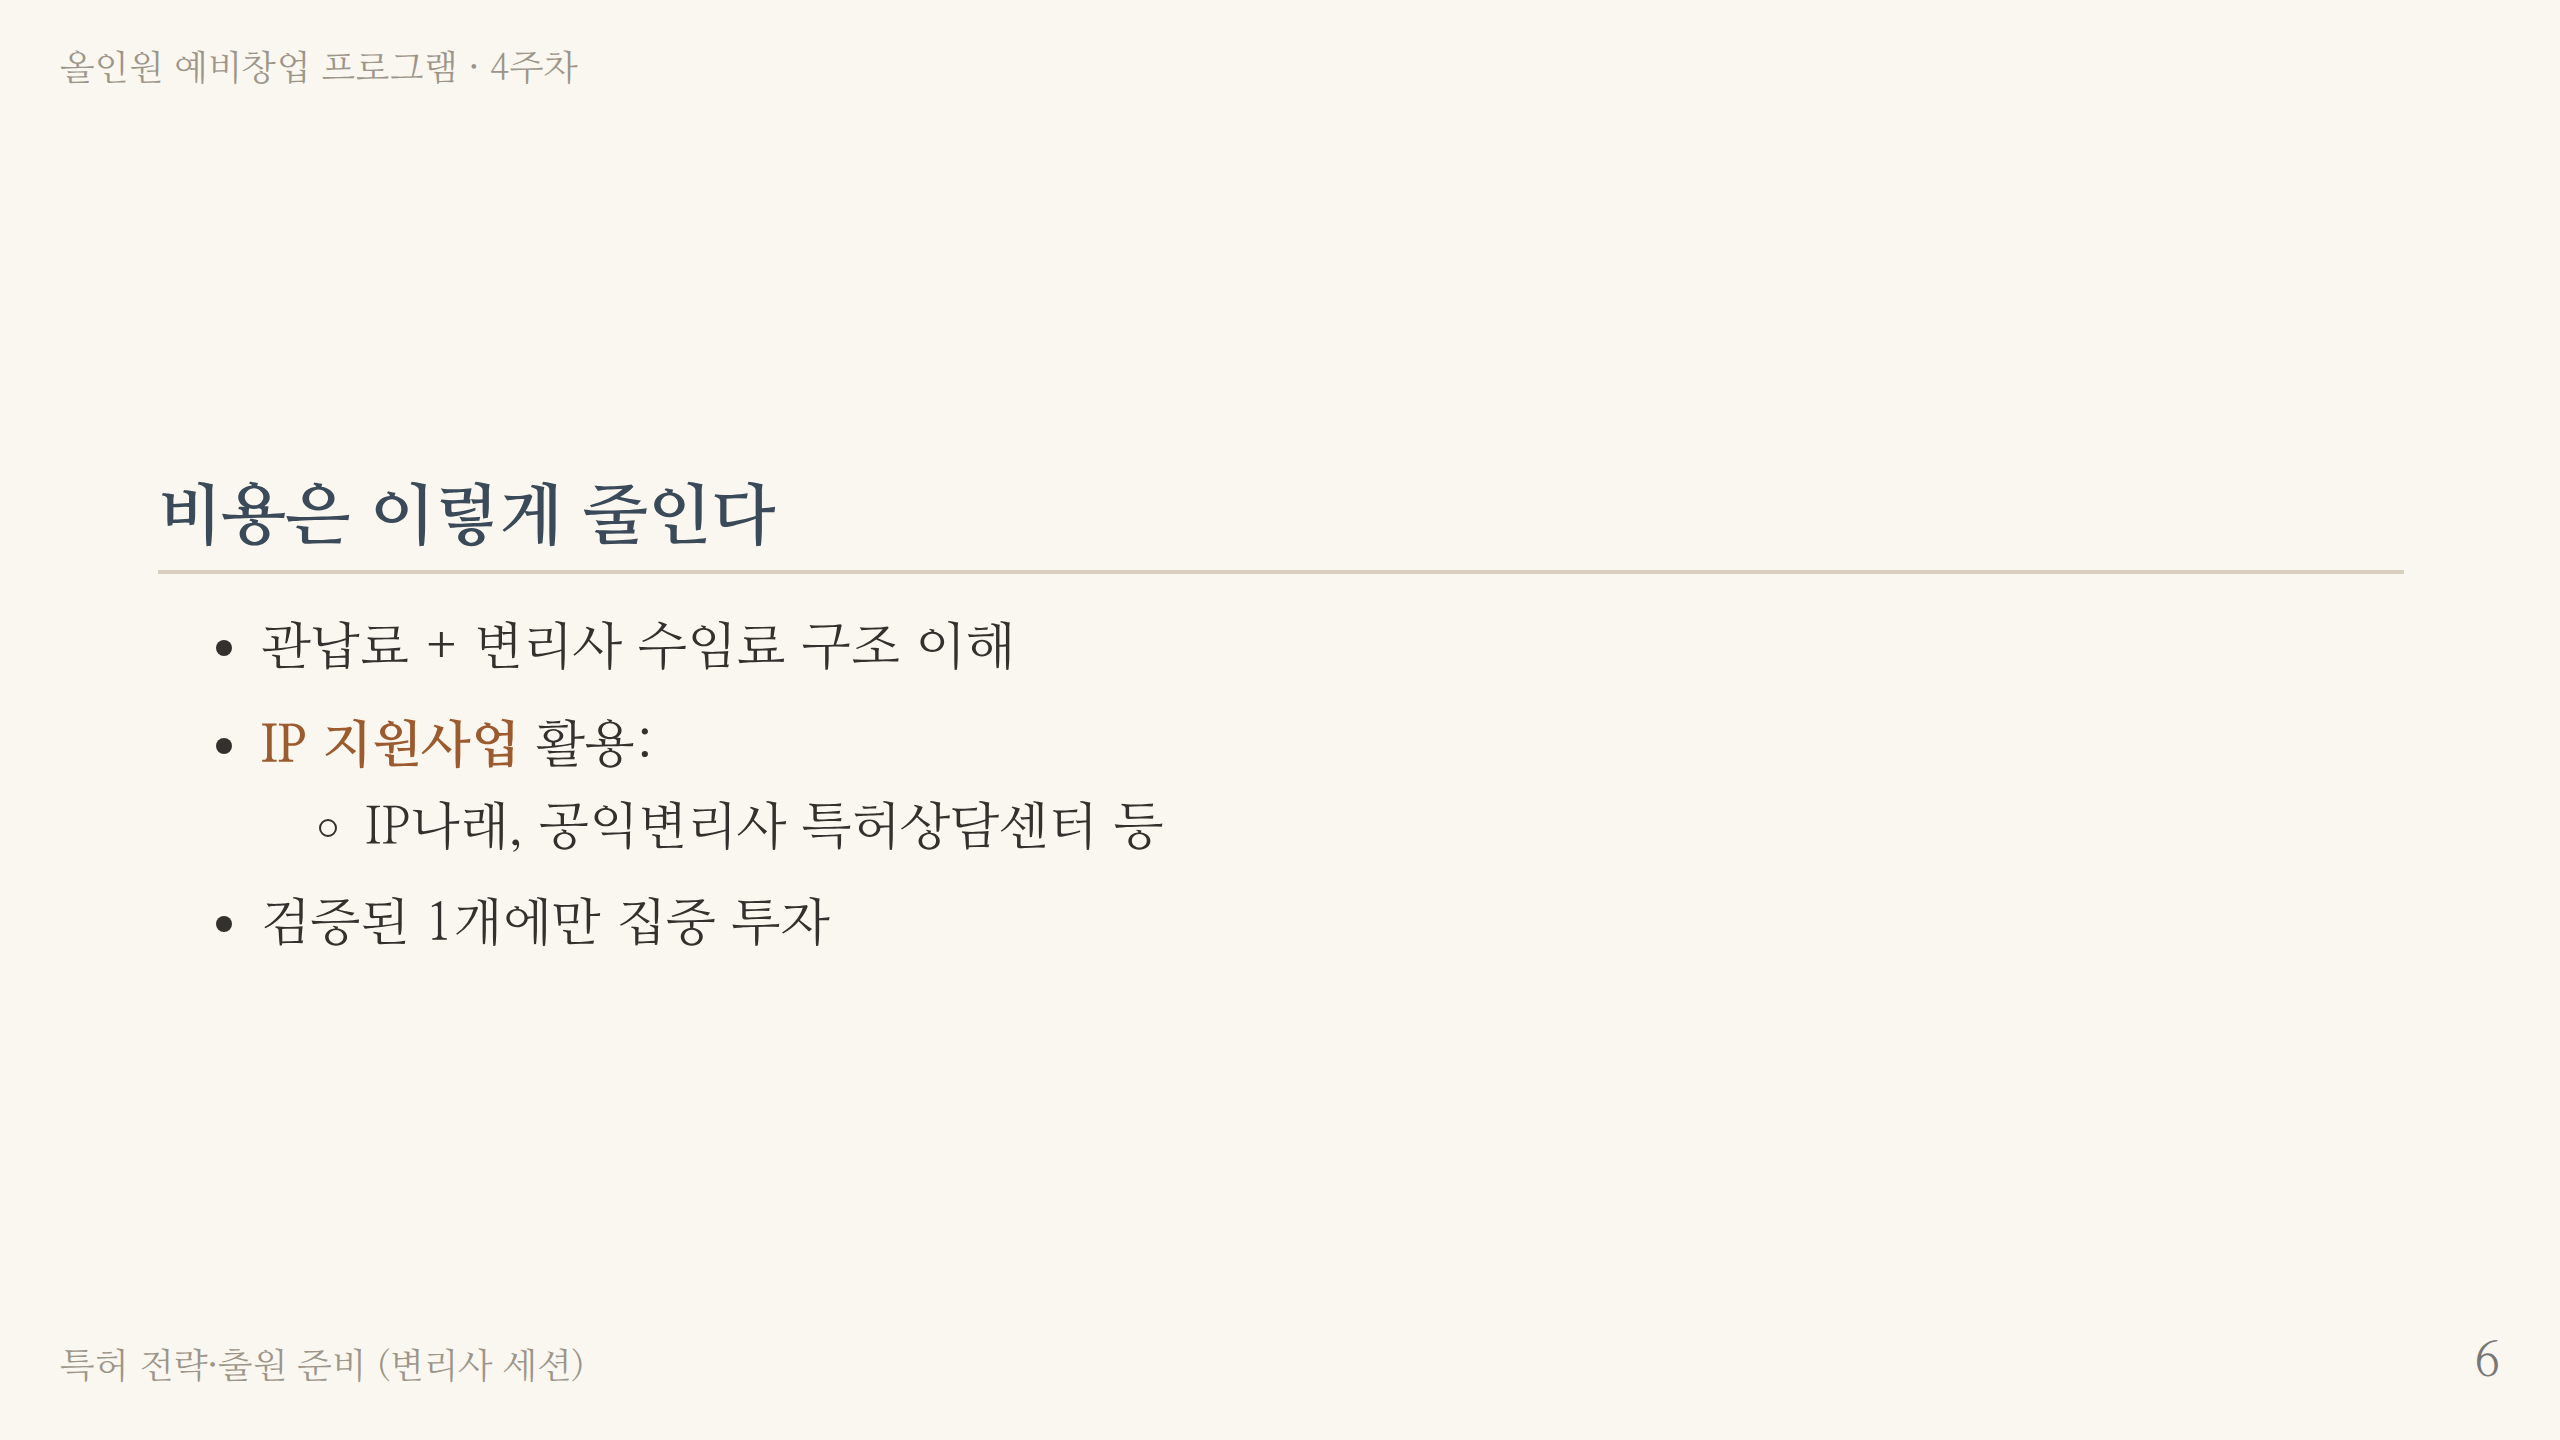 올인원 예비창업 프로그램 · 4주차
비용은 이렇게 줄인다
• 관납료 + 변리사 수임료 구조 이해
• IP 지원사업 활용:
◦ IP나래, 공익변리사 특허상담센터 등
• 검증된 1개에만 집중 투자
특허 전략·출원 준비 (변리사 세션)
6